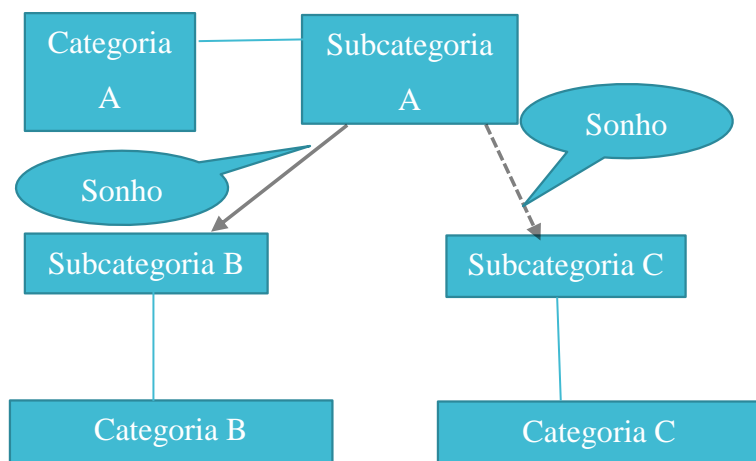 Categoria
A
Subcategoria
A
Sonho
Sonho
Subcategoria B
Subcategoria C
Categoria B
Categoria C